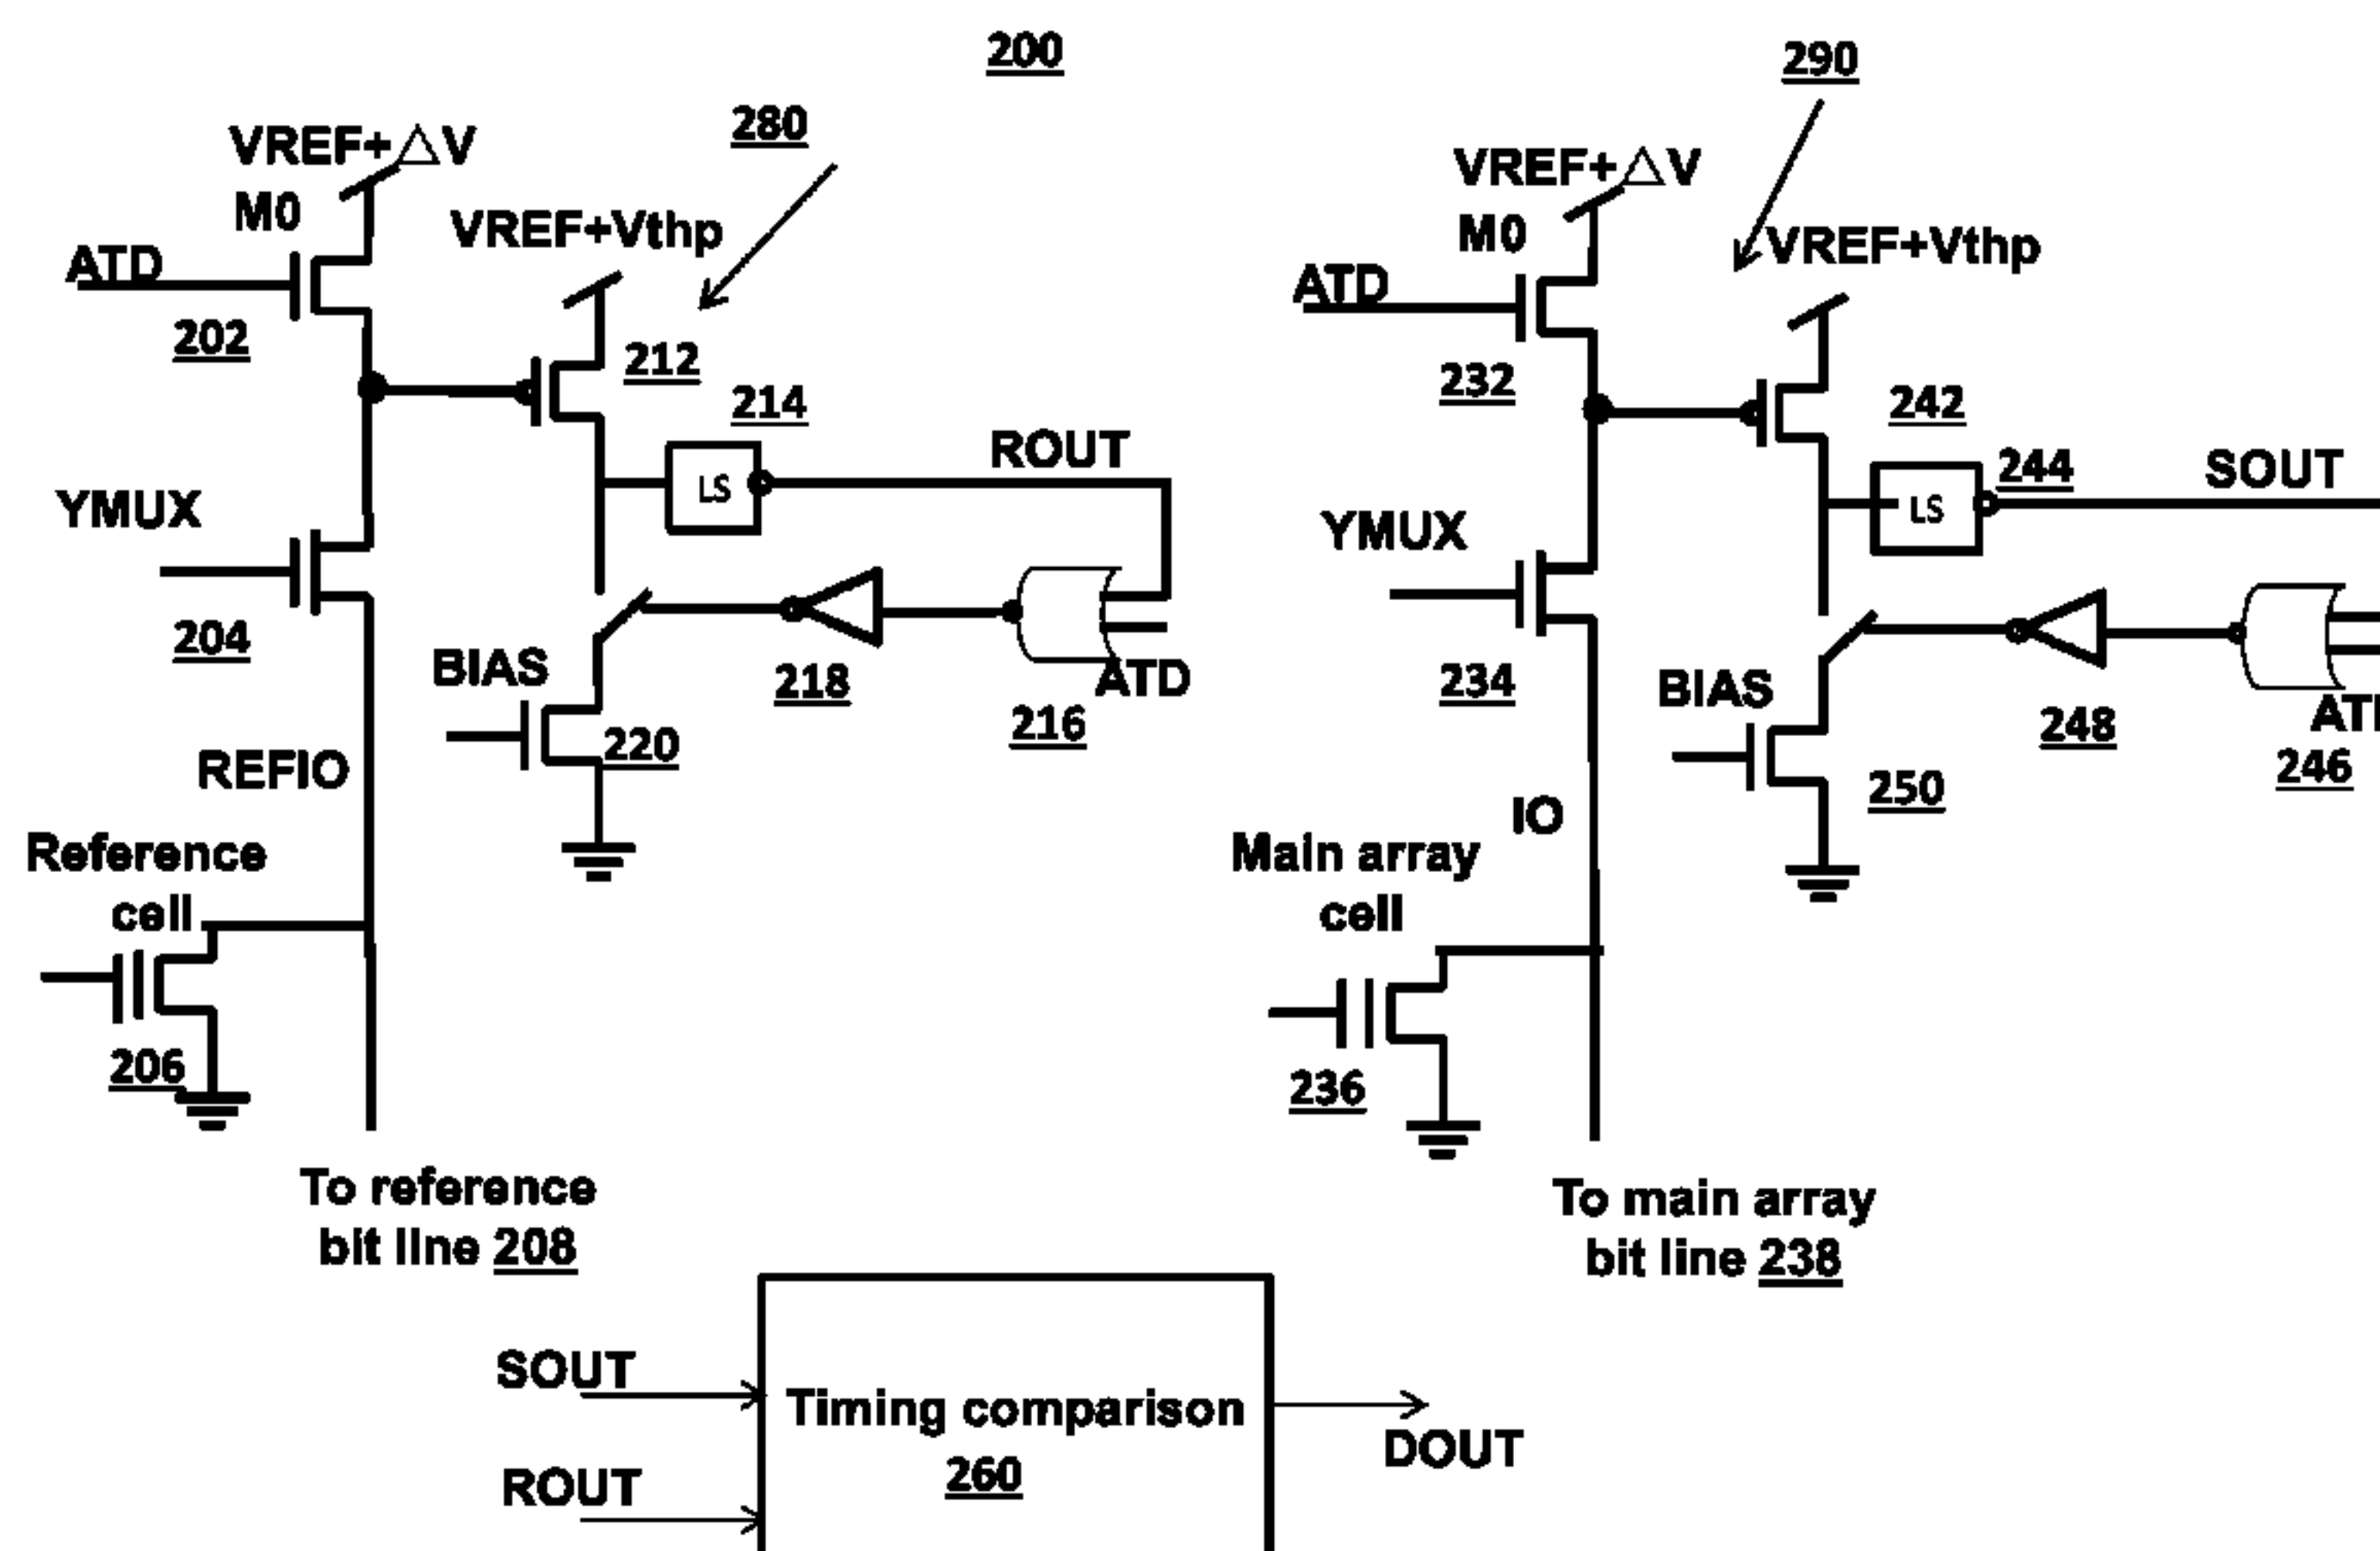 200
290
280
VREF+△V
M0
VREF+Vthp
ATD
202
212
214
LS
ROUT
YMUX
204
BIAS
218
ATD
216
220
REFIO
Reference
cell
206
To reference
bit line 208
VREF+△V
M0
VREF+Vthp
ATD
232
242
244
LS
SOUT
YMUX
234
BIAS
248
246
250
IO
Main array
cell
236
To main array
bit line 238
SOUT
ROUT
Timing comparison
260
DOUT